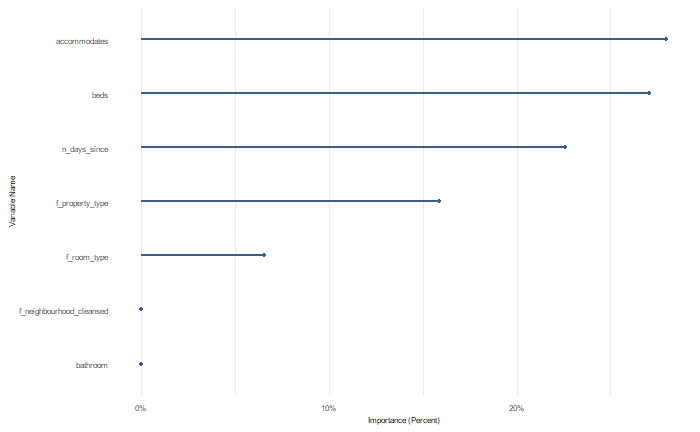 accommodates
beds
n_days_since
f_property_type
f_room_type
f_neighbourhood_cleansed
bathroom
Variable Name
0%
10%
20%
Importance (Percent)